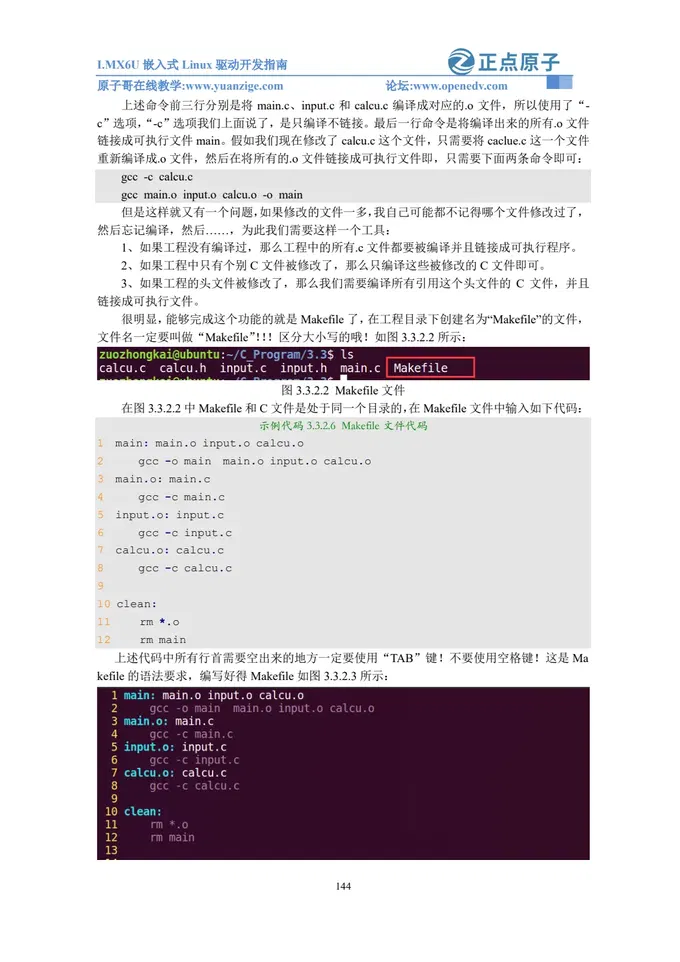 I.MX6U 嵌入式 Linux 驱动开发指南
正点原子
原子哥在线教学:www.yuanzige.com 论坛:www.openedv.com
上述命令前三行分别是将 main.c、input.c 和 calcu.c 编译成对应的.o 文件，所以使用了“-
c”选项，“-c”选项我们上面说了，是只编译不链接。最后一行命令是将编译出来的所有.o 文件
链接成可执行文件 main。假如我们现在修改了 calcu.c 这个文件，只需要将 caclue.c 这一个文件
重新编译成.o 文件，然后在将所有的.o 文件链接成可执行文件即，只需要下面两条命令即可：
gcc -c calcu.c
gcc main.o input.o calcu.o -o main
但是这样就又有一个问题，如果修改的文件一多，我自己可能都不记得哪个文件修改过了，
然后忘记编译，然后……，为此我们需要这样一个工具：
1、如果工程没有编译过，那么工程中的所有.c 文件都要被编译并且链接成可执行程序。
2、如果工程中只有个别 C 文件被修改了，那么只编译这些被修改的 C 文件即可。
3、如果工程的头文件被修改了，那么我们需要编译所有引用这个头文件的 C 文件，并且
链接成可执行文件。
很明显，能够完成这个功能的就是 Makefile 了，在工程目录下创建名为“Makefile”的文件，
文件名一定要叫做“Makefile”！！！区分大小写的哦！如图 3.3.2.2 所示：
zuozhongkai@ubuntu:~/C_Program/3.3$ ls
calcu.c calcu.h input.c input.h main.c Makefile
图 3.3.2.2 Makefile 文件
在图 3.3.2.2 中 Makefile 和 C 文件是处于同一个目录的，在 Makefile 文件中输入如下代码：
示例代码 3.3.2.6 Makefile 文件代码
1 main: main.o input.o calcu.o
2 gcc -o main main.o input.o calcu.o
3 main.o: main.c
4 gcc -c main.c
5 input.o: input.c
6 gcc -c input.c
7 calcu.o: calcu.c
8 gcc -c calcu.c
9
10 clean:
11 rm *.o
12 rm main
上述代码中所有行首需要空出来的地方一定要使用“TAB”键！不要使用空格键！这是 Ma
kefile 的语法要求，编写好得 Makefile 如图 3.3.2.3 所示：
1 main: main.o input.o calcu.o
2 gcc -o main main.o input.o calcu.o
3 main.o: main.c
4 gcc -c main.c
5 input.o: input.c
6 gcc -c input.c
7 calcu.o: calcu.c
8 gcc -c calcu.c
9
10 clean:
11 rm *.o
12 rm main
13
144